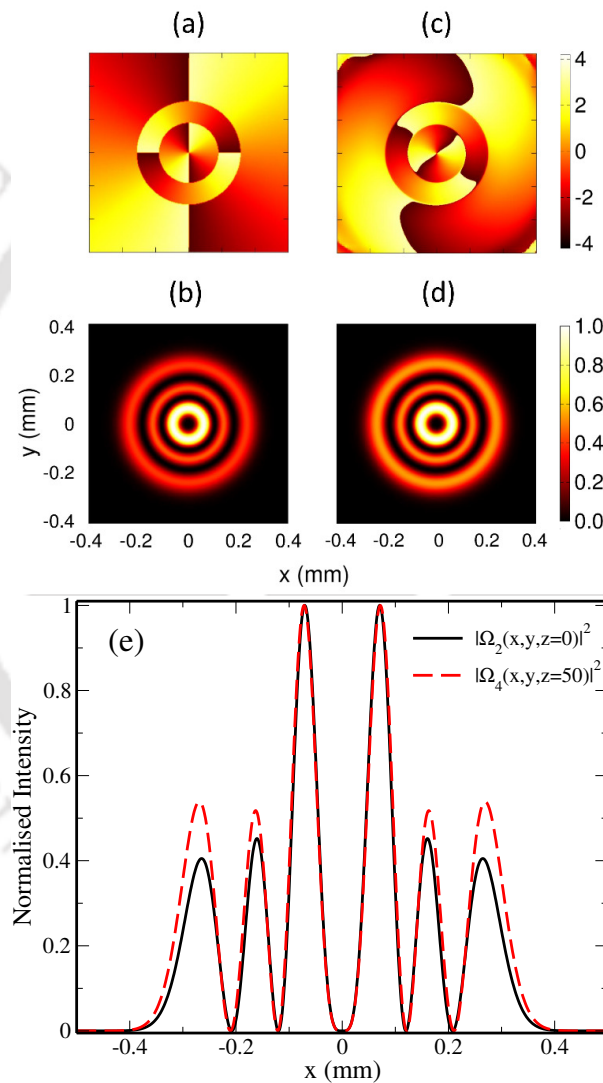 (a) (c)
4
2
0
-2
-4
(b) (d)
0.4
0.2
0
-0.2
-0.4
y (mm)
-0.4 -0.2 0 0.2 0.4 -0.4 -0.2 0 0.2 0.4
x (mm)
1.0
0.8
0.6
0.4
0.2
0.0
(e)
|Ω₂(x,y,z=0)|²
|Ω₄(x,y,z=50)|²
1
0.8
0.6
0.4
0.2
0
Normalised Intensity
-0.4 -0.2 0 0.2 0.4
x (mm)